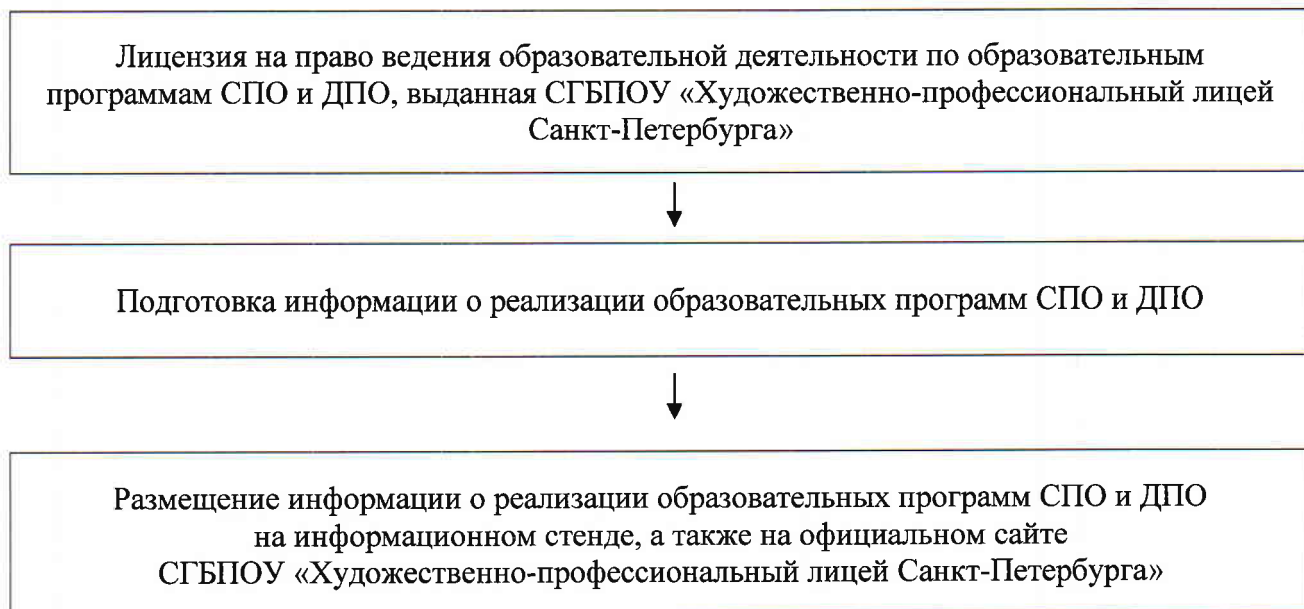 Лицензия на право ведения образовательной деятельности по образовательным
программам СПО и ДПО, выданная СГБПОУ «Художественно-профессиональный лицей
Санкт-Петербурга»
Подготовка информации о реализации образовательных программ СПО и ДПО
Размещение информации о реализации образовательных программ СПО и ДПО
на информационном стенде, а также на официальном сайте
СГБПОУ «Художественно-профессиональный лицей Санкт-Петербурга»